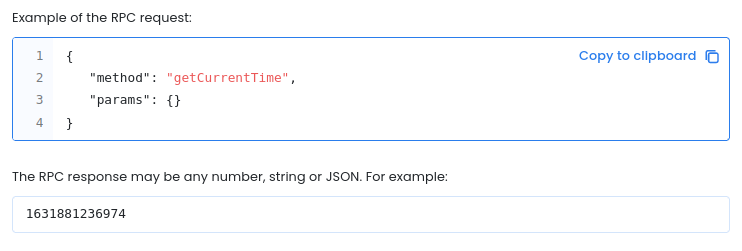 Example of the RPC request:
Copy to clipboard
1 {
2    "method": "getCurrentTime",
3    "params": {}
4 }
The RPC response may be any number, string or JSON. For example:
1631881236974